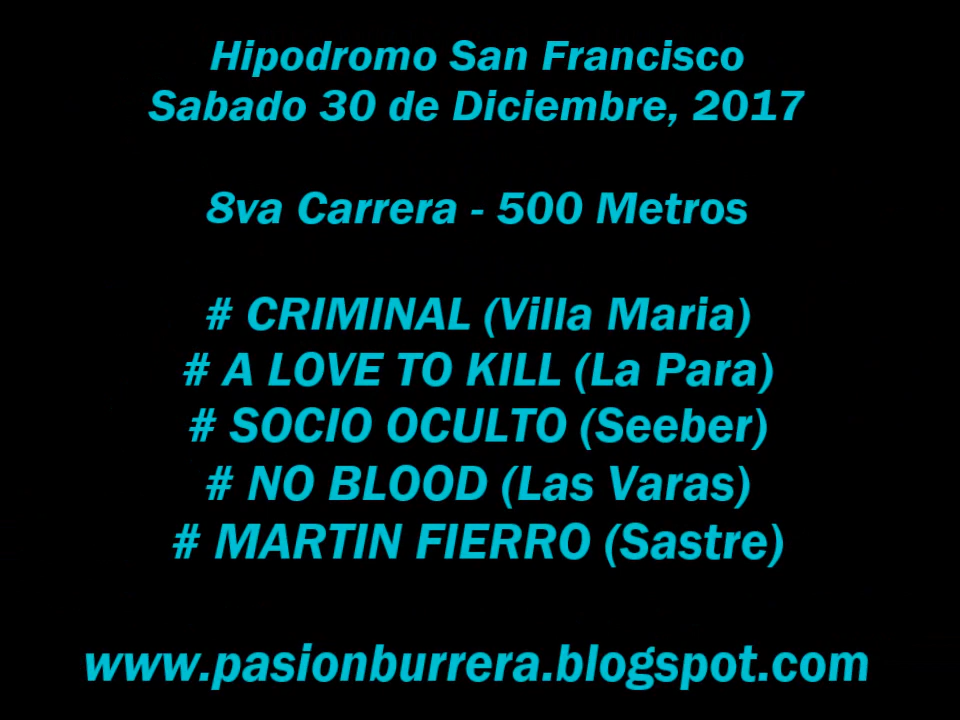 Hipodromo San Francisco
Sabado 30 de Diciembre, 2017
8va Carrera - 500 Metros
# CRIMINAL (Villa Maria)
# A LOVE TO KILL (La Para)
# SOCIO OCULTO (Seeber)
# NO BLOOD (Las Varas)
# MARTIN FIERRO (Sastre)
www.pasionburrera.blogspot.com